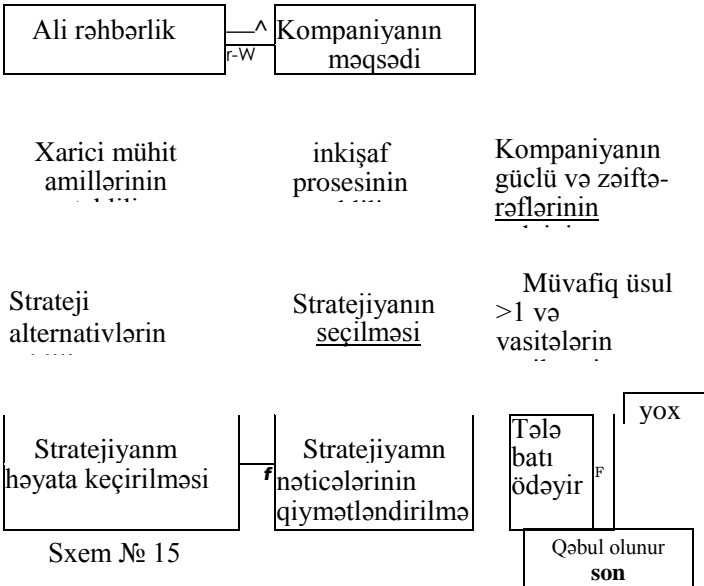 Ali rəhbərlik
—^ Kompaniyanın
r-W
məqsədi
Xarici mühit
amillərinin
inkişaf
prosesinin
Kompaniyanın
güclü və zəiftə-
rəflərinin
Strateji
alternativlərin
Stratejiyanın
seçilməsi
Müvafiq üsul
>1 və
vasitələrin
Stratejiyanm
həyata keçirilməsi
f
Stratejiyamn
nəticələrinin
qiymətləndirilmə
Tələ
batı
ödəyir
F
yox
Qəbul olunur
son
Sxem № 15